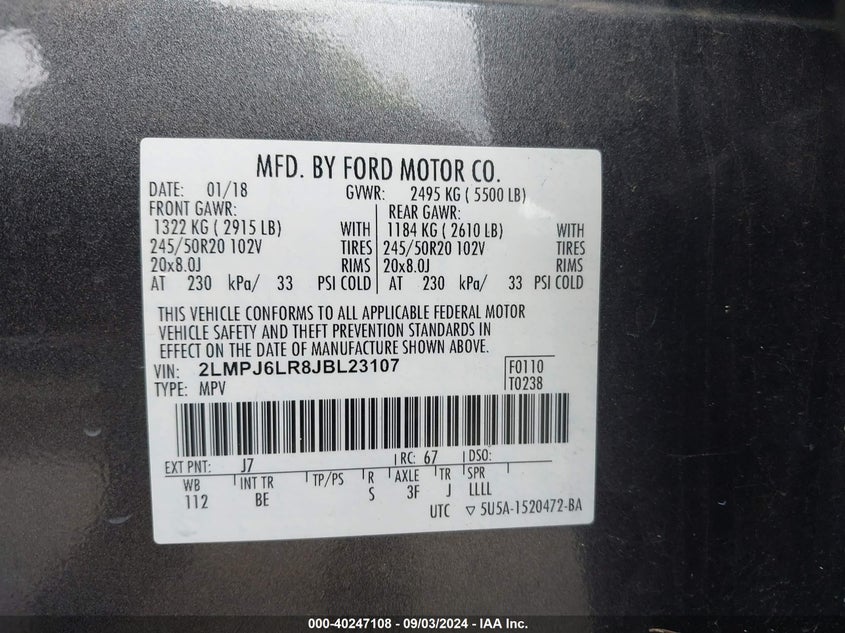 MFD. BY FORD MOTOR CO.
DATE: 01/18 GVWR: 2495 KG ( 5500 LB)
FRONT GAWR: REAR GAWR:
1322 KG ( 2915 LB) WITH 1184 KG ( 2610 LB) WITH
245/50R20 102V TIRES 245/50R20 102V TIRES
20x8.0J RIMS 20x8.0J RIMS
AT 230 kPa/ 33 PSI COLD AT 230 kPa/ 33 PSI COLD
THIS VEHICLE CONFORMS TO ALL APPLICABLE FEDERAL MOTOR
VEHICLE SAFETY AND THEFT PREVENTION STANDARDS IN
EFFECT ON THE DATE OF MANUFACTURE SHOWN ABOVE.
VIN: 2LMPJ6LR8JBL23107 F0110
TYPE: MPV T0238
EXT PNT: J7 RC: 67 DSO:
WB INT TR TP/PS R AXLE TR SPR
112 BE S 3F J LLLL
UTC ▽ 5U5A-1520472-BA
000-40247108 - 09/03/2024 - IAA Inc.